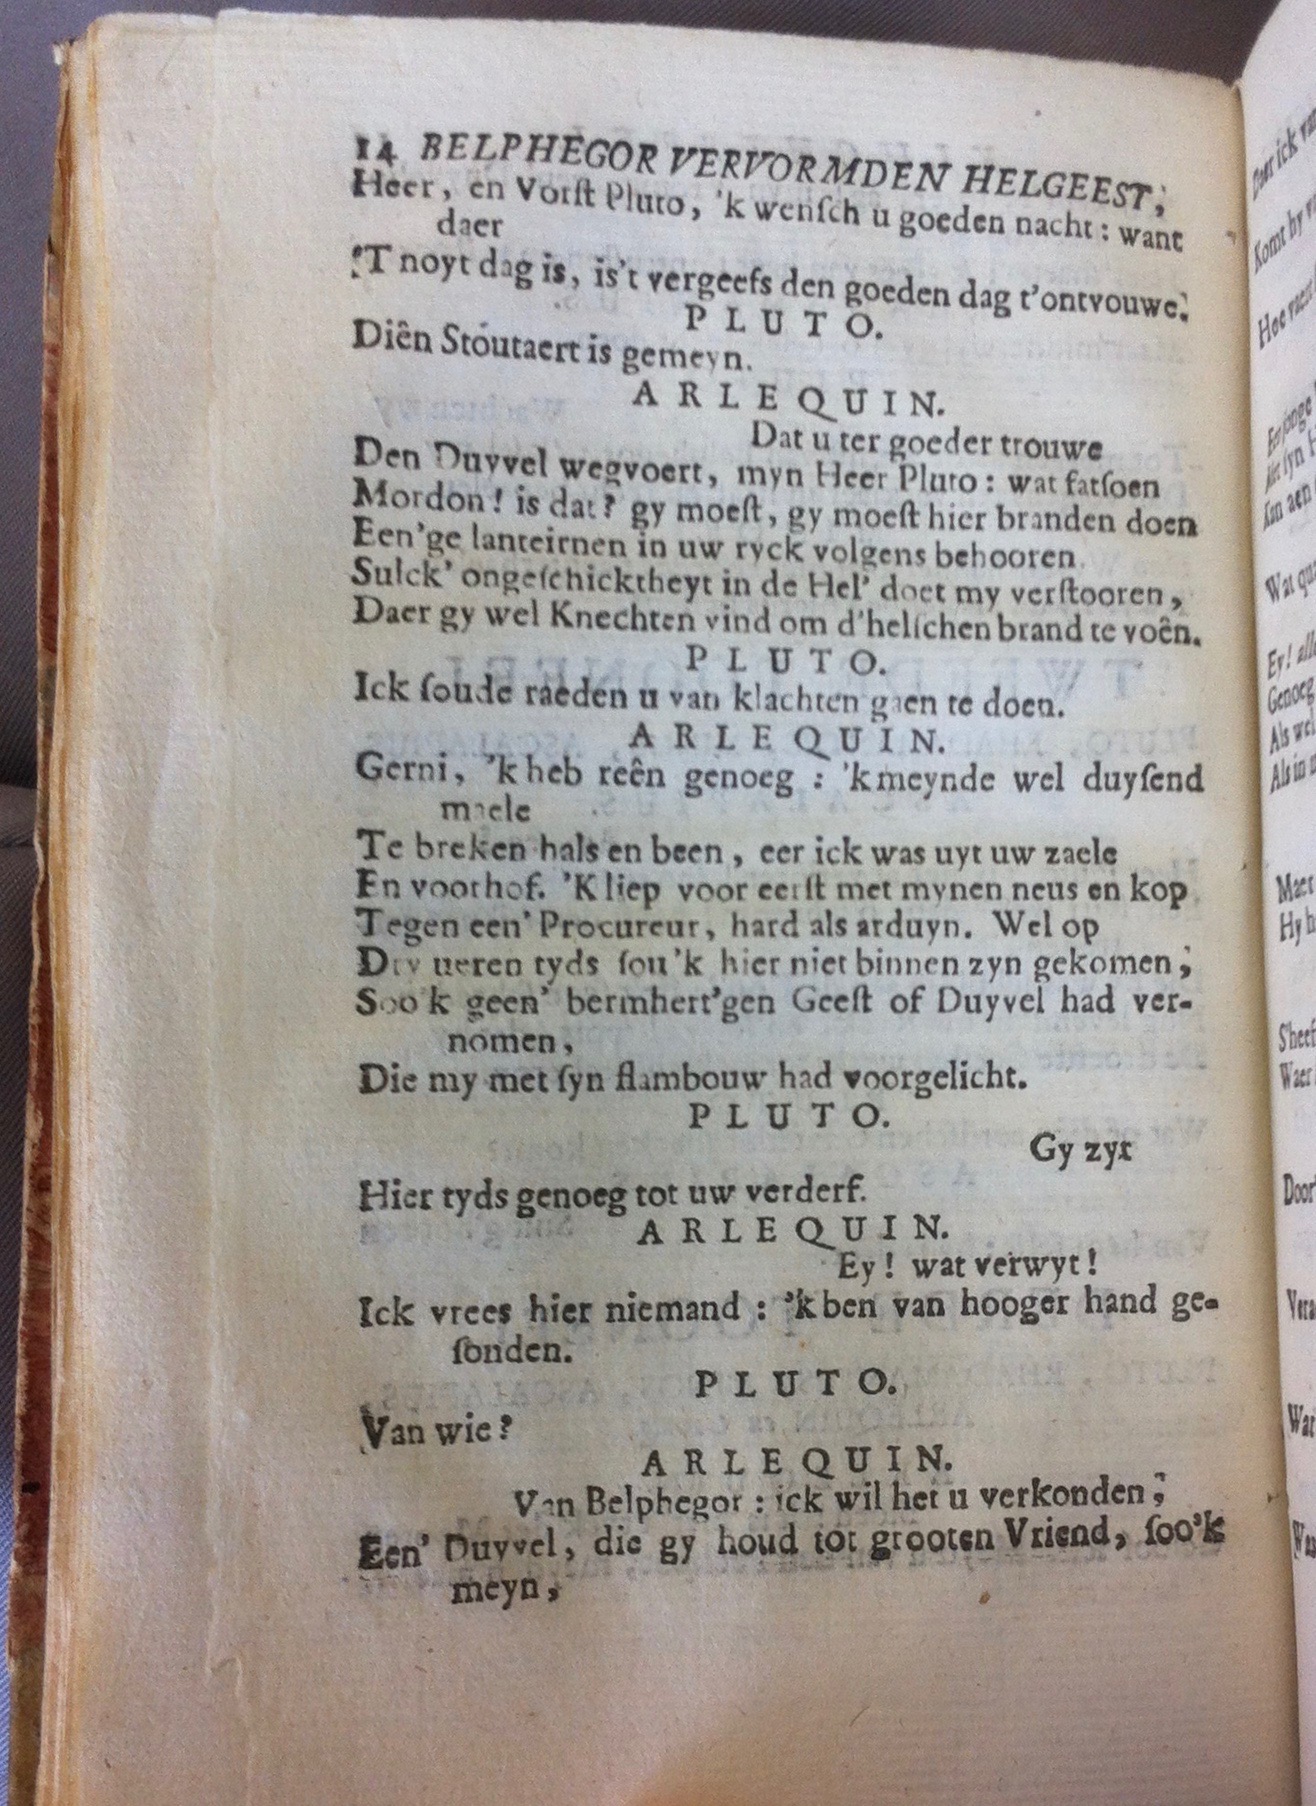 14 BELPHEGOR VERVORMDEN HELGEEST;
Heer, en Vorſt Pluto, 'k wenſch u goeden nacht: want
daer
'T noyt dag is, is't vergeefs den goeden dag t'ontvouwe.
PLUTO.
Diên Stoutaert is gemeyn.
ARLEQUIN.
Dat u ter goeder trouwe
Den Duyvel wegvoert, myn Heer Pluto: wat fatſoen
Mordon! is dat? gy moeſt, gy moeſt hier branden doen
Een'ge lanteirnen in uw ryck volgens behooren.
Sulck' ongeſchicktheyt in de Hel' doet my verſtooren,
Daer gy wel Knechten vind om d'helſchen brand te voên.
PLUTO.
Ick ſoude raeden u van klachten gaen te doen.
ARLEQUIN.
Gerni, 'k heb reên genoeg: 'k meynde wel duyſend
maele
Te breken hals en been, eer ick was uyt uw zaele
En voorhof. 'K liep voor eerſt met mynen neus en kop
Tegen een' Procureur, hard als arduyn. Wel op
Dry ueren tyds ſou'k hier niet binnen zyn gekomen;
Soo'k geen' bermhert'gen Geeſt of Duyvel had ver-
nomen,
Die my met ſyn flambouw had voorgelicht.
PLUTO.
Gy zyt
Hier tyds genoeg tot uw verderf.
ARLEQUIN.
Ey! wat verwyt!
Ick vrees hier niemand: 'k ben van hooger hand ge-
ſonden.
PLUTO.
Van wie?
ARLEQUIN.
Van Belphegor: ick wil het u verkonden;
Een' Duyvel, die gy houd tot grooten Vriend, ſoo'k
meyn,